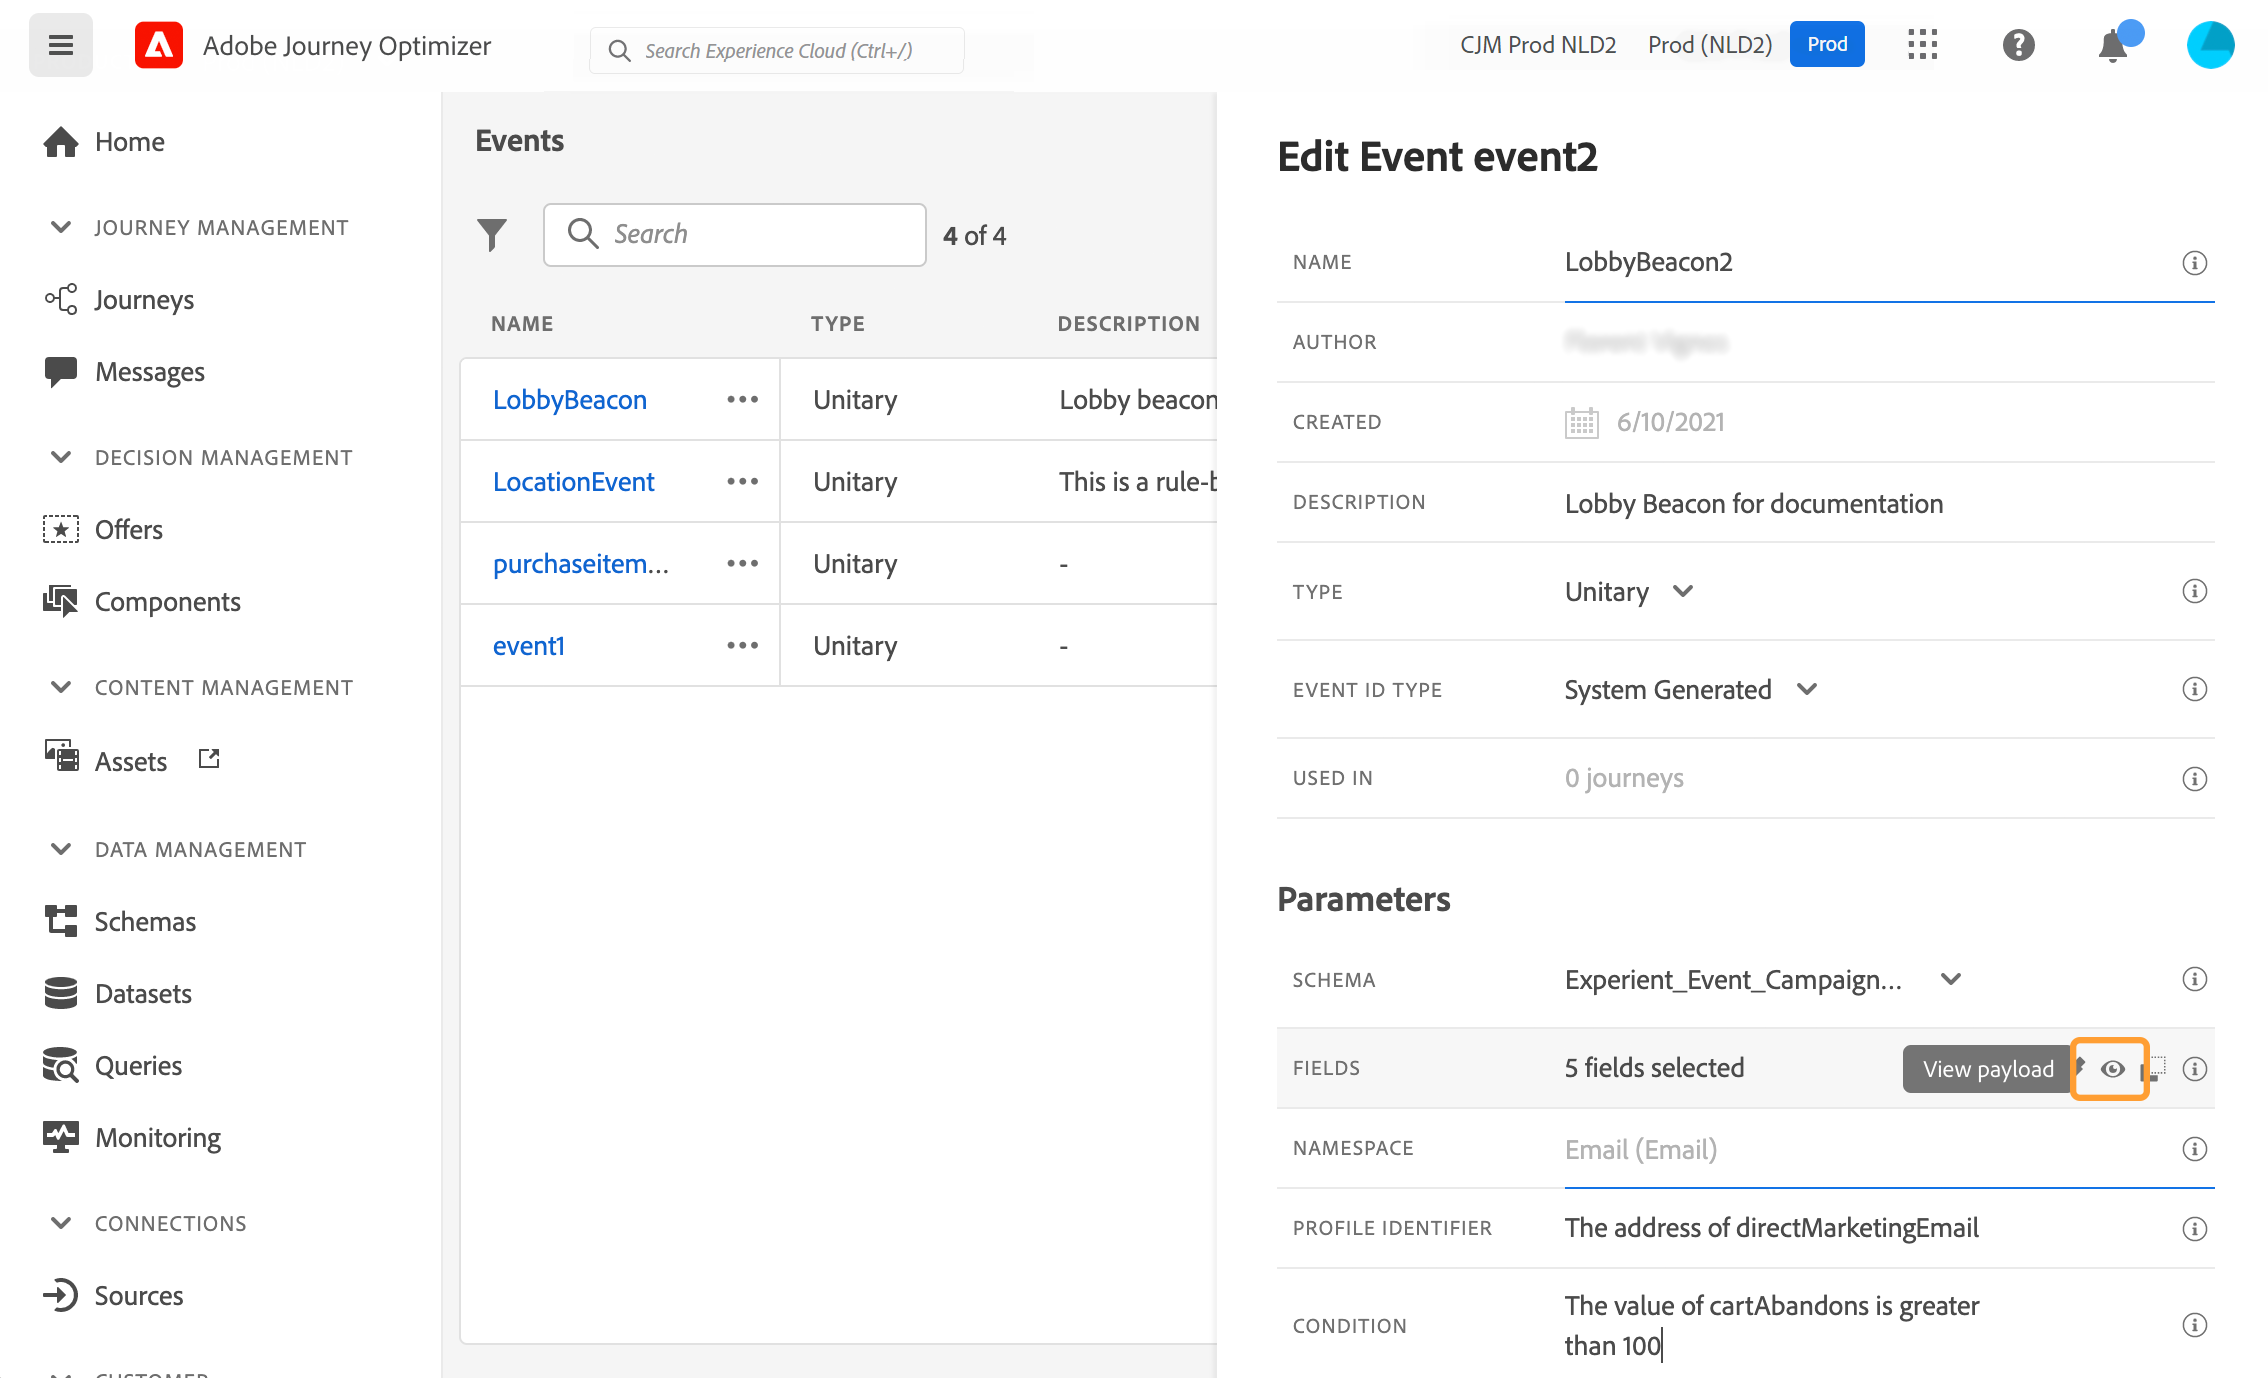 Adobe Journey Optimizer
Search Experience Cloud (Ctrl+/)
CJM Prod NLD2
Prod (NLD2)
Prod
Home
JOURNEY MANAGEMENT
Journeys
Messages
DECISION MANAGEMENT
Offers
Components
CONTENT MANAGEMENT
Assets
DATA MANAGEMENT
Schemas
Datasets
Queries
Monitoring
CONNECTIONS
Sources
CUSTOMER
Events
Search
4 of 4
NAME TYPE DESCRIPTION
LobbyBeacon ••• Unitary Lobby beacon
LocationEvent ••• Unitary This is a rule-b
purchaseitem... ••• Unitary -
event1 ••• Unitary -
Edit Event event2
NAME LobbyBeacon2
AUTHOR
CREATED 6/10/2021
DESCRIPTION Lobby Beacon for documentation
TYPE Unitary
EVENT ID TYPE System Generated
USED IN 0 journeys
Parameters
SCHEMA Experient_Event_Campaign...
FIELDS 5 fields selected View payload
NAMESPACE Email (Email)
PROFILE IDENTIFIER The address of directMarketingEmail
CONDITION The value of cartAbandons is greater
than 100